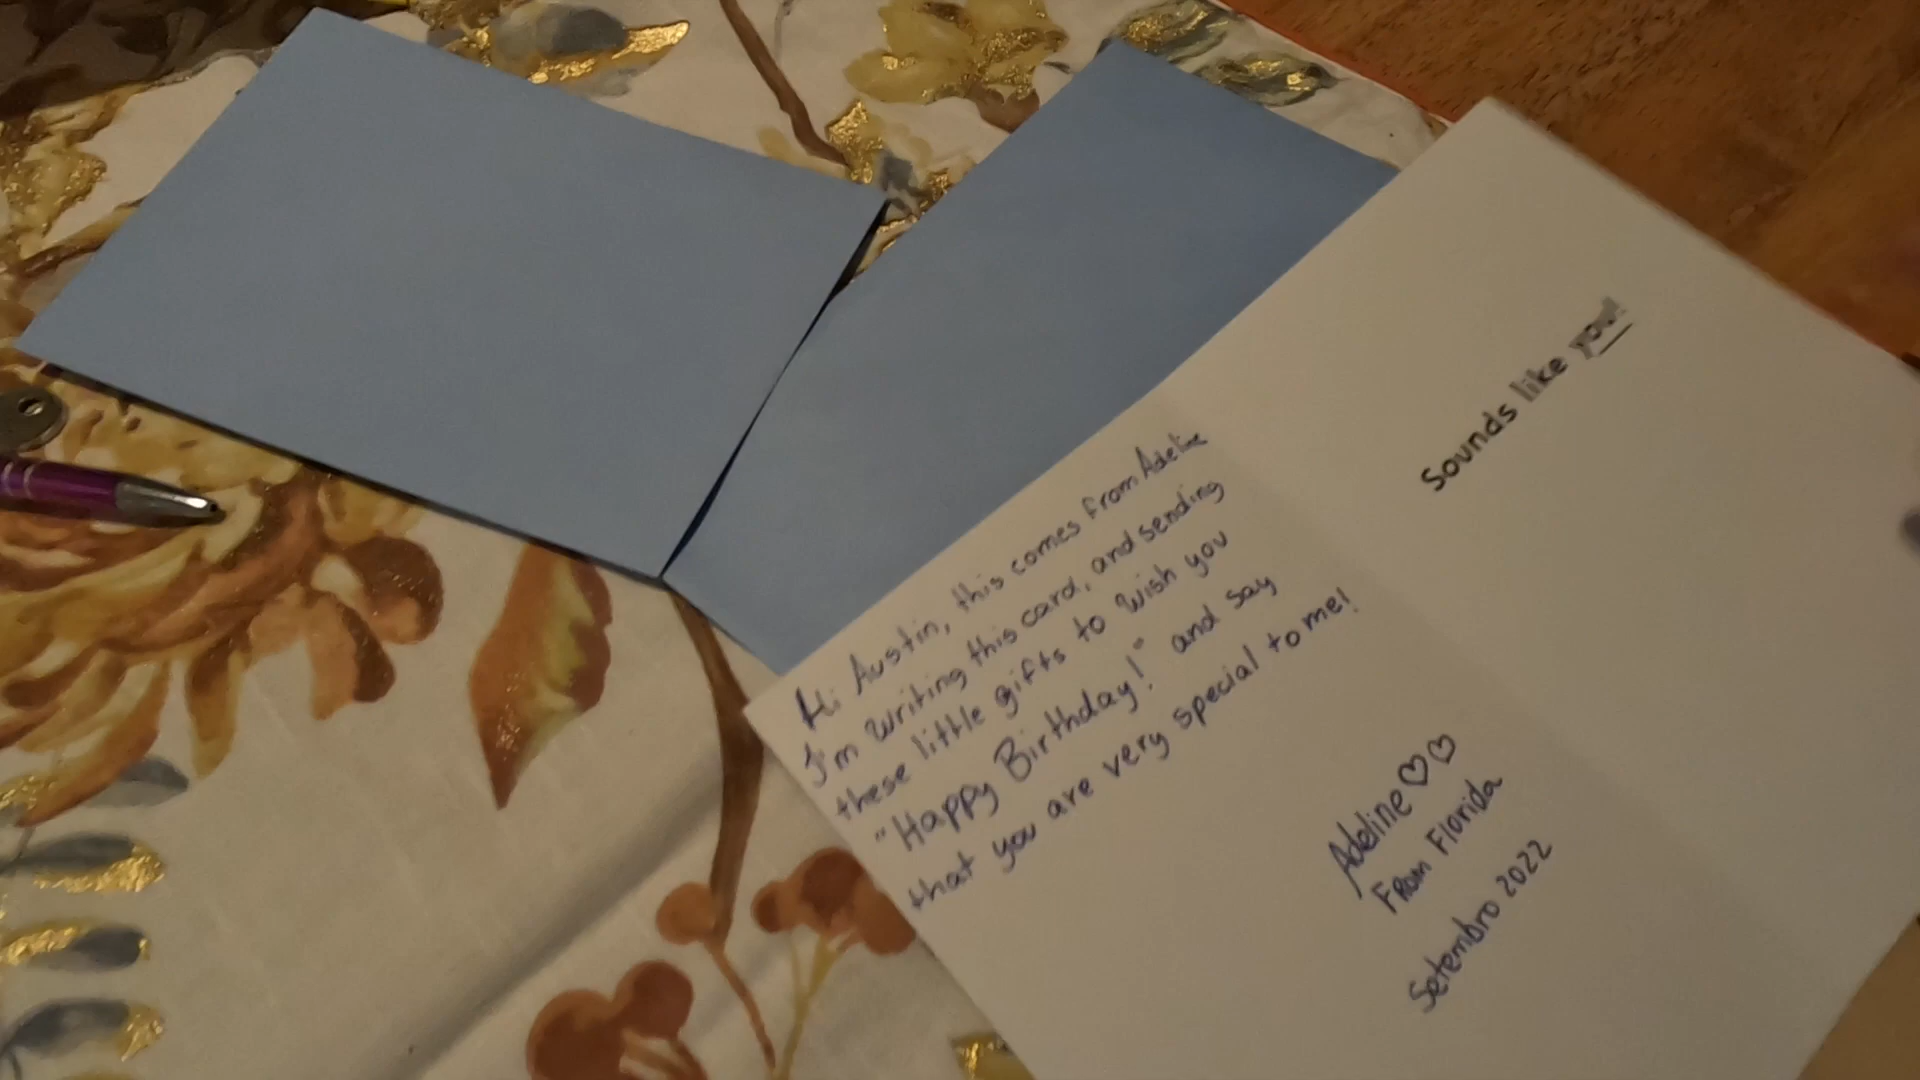 Hi Austin, this comes from Adeline
I'm writing this card, and sending
these little gifts to wish you
"Happy Birthday!" and say
that you are very special to me!
Adeline ♡♡
From Florida
Setembro 2022
Sounds like you!